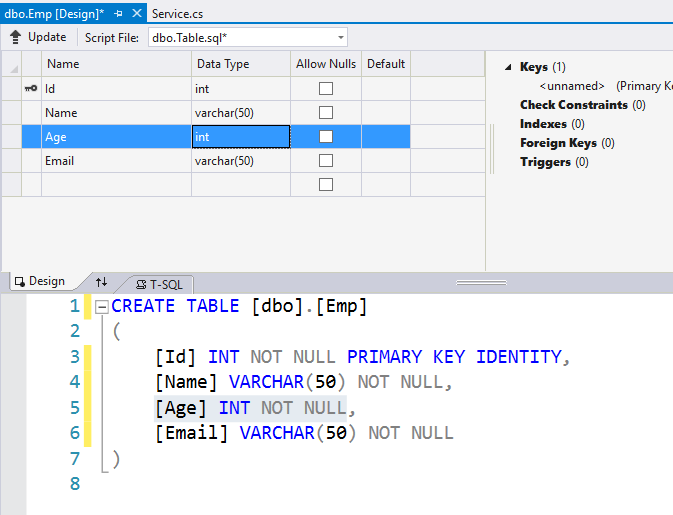 dbo.Emp [Design]* Service.cs
Update Script File: dbo.Table.sql*
Name Data Type Allow Nulls Default
Id int
Name varchar(50)
Age int
Email varchar(50)
Keys (1)
<unnamed> (Primary Ke
Check Constraints (0)
Indexes (0)
Foreign Keys (0)
Triggers (0)
Design T-SQL
1 CREATE TABLE [dbo].[Emp]
2 (
3 [Id] INT NOT NULL PRIMARY KEY IDENTITY,
4 [Name] VARCHAR(50) NOT NULL,
5 [Age] INT NOT NULL,
6 [Email] VARCHAR(50) NOT NULL
7 )
8